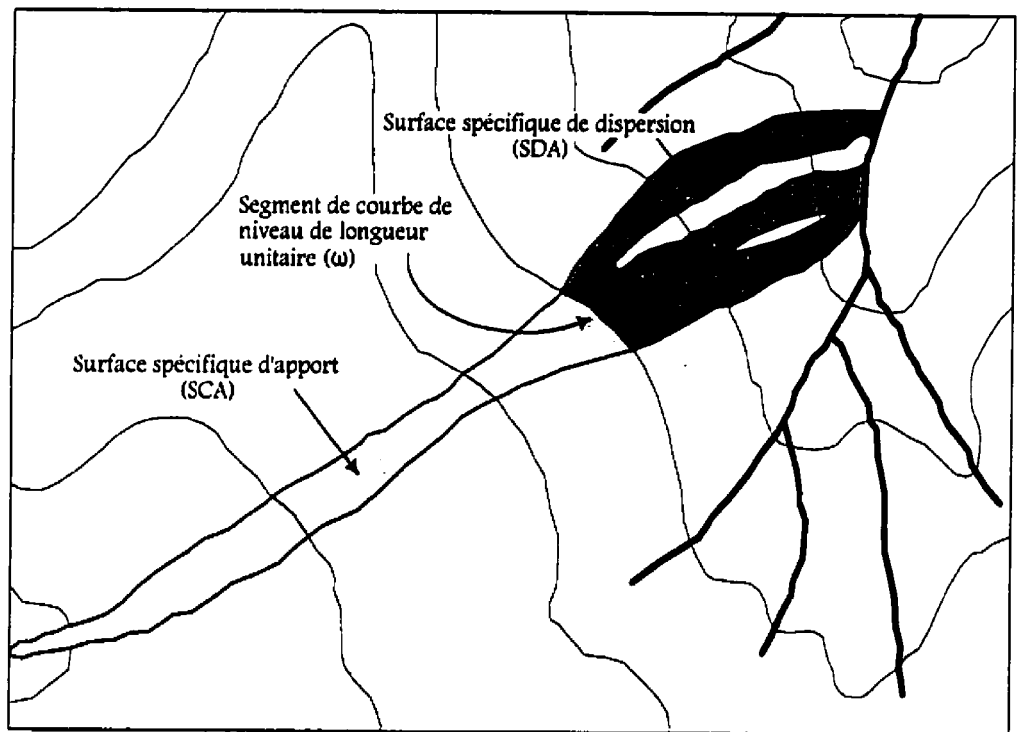 Surface spécifique de dispersion
(SDA)
Segment de courbe de
niveau de longueur
unitaire (ω)
Surface spécifique d'apport
(SCA)